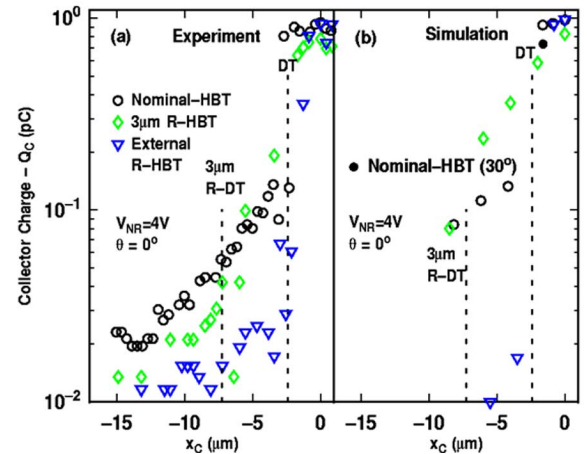 10⁰
(a) Experiment
(b) Simulation
DT
DT
Nominal–HBT
3μm R–HBT
External
R–HBT
3μm
R–DT
Nominal–HBT (30°)
Collector Charge – Q_C (pC)
10⁻¹
V_NR=4V
θ = 0°
V_NR=4V
θ = 0°
3μm
R–DT
10⁻²
−15 −10 −5 0
−15 −10 −5 0
x_C (μm)
x_C (μm)